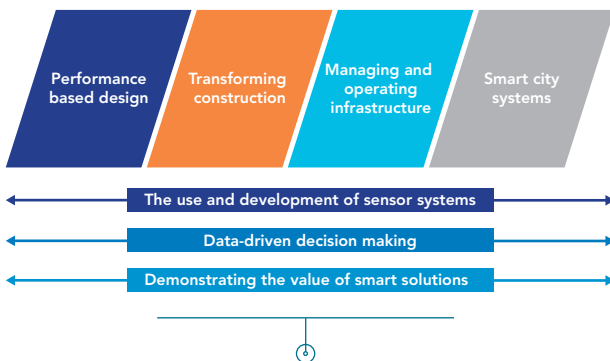 Performance
based design
Transforming
construction
Managing and
operating
infrastructure
Smart city
systems
The use and development of sensor systems
Data-driven decision making
Demonstrating the value of smart solutions